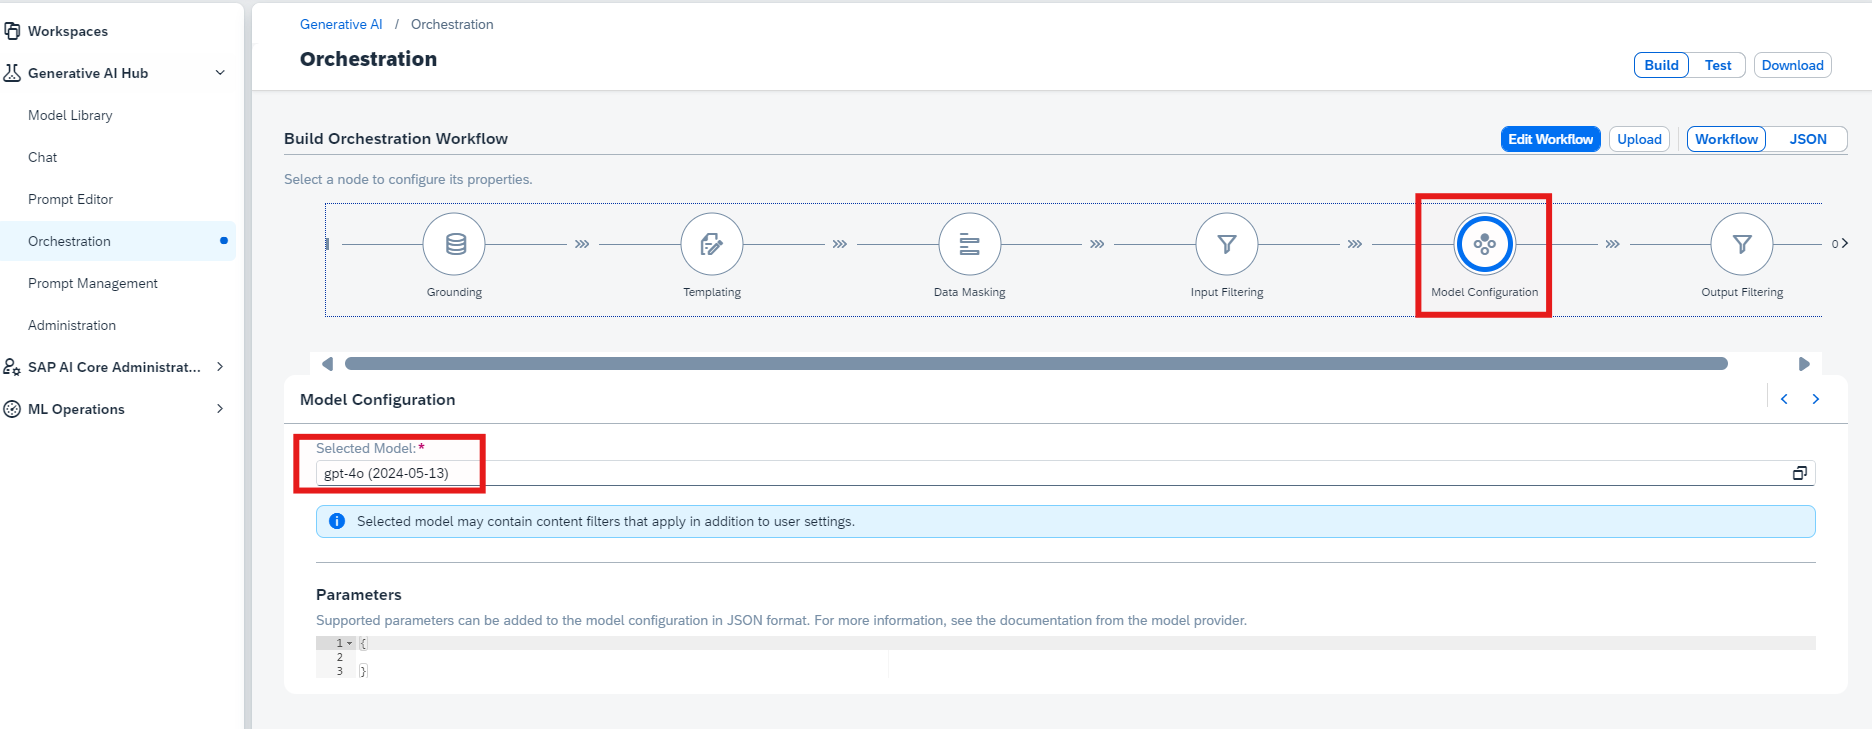 Workspaces
Generative AI Hub
Model Library
Chat
Prompt Editor
Orchestration
Prompt Management
Administration
SAP AI Core Administrat...
ML Operations
Generative AI / Orchestration
Orchestration
Build Test Download
Build Orchestration Workflow
Edit Workflow Upload Workflow JSON
Select a node to configure its properties.
Grounding Templating Data Masking Input Filtering Model Configuration Output Filtering
0
Model Configuration
Selected Model:*
gpt-4o (2024-05-13)
Selected model may contain content filters that apply in addition to user settings.
Parameters
Supported parameters can be added to the model configuration in JSON format. For more information, see the documentation from the model provider.
1 {
2
3 }